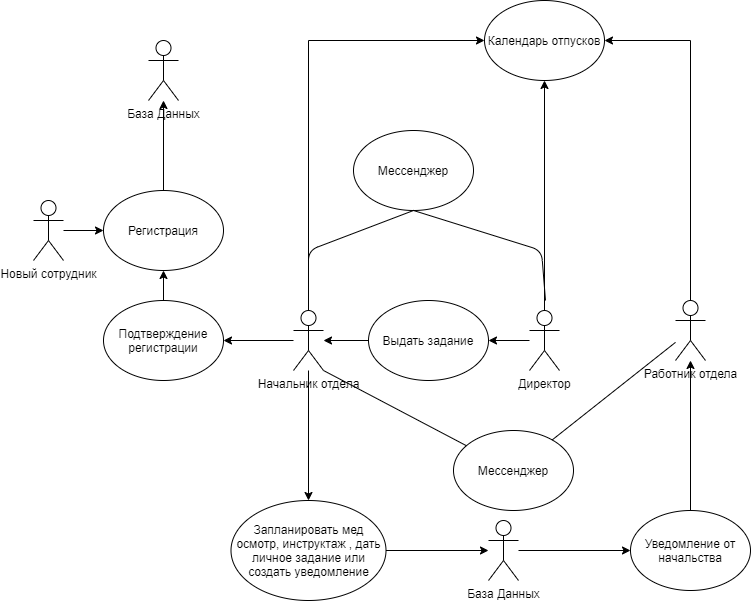 Календарь отпусков
База Данных
Мессенджер
Регистрация
Новый сотрудник
Подтверждение
регистрации
Выдать задание
Начальник отдела
Директор
Работник отдела
Мессенджер
Запланировать мед
осмотр, инструктаж , дать
личное задание или
создать уведомление
База Данных
Уведомление от
начальства